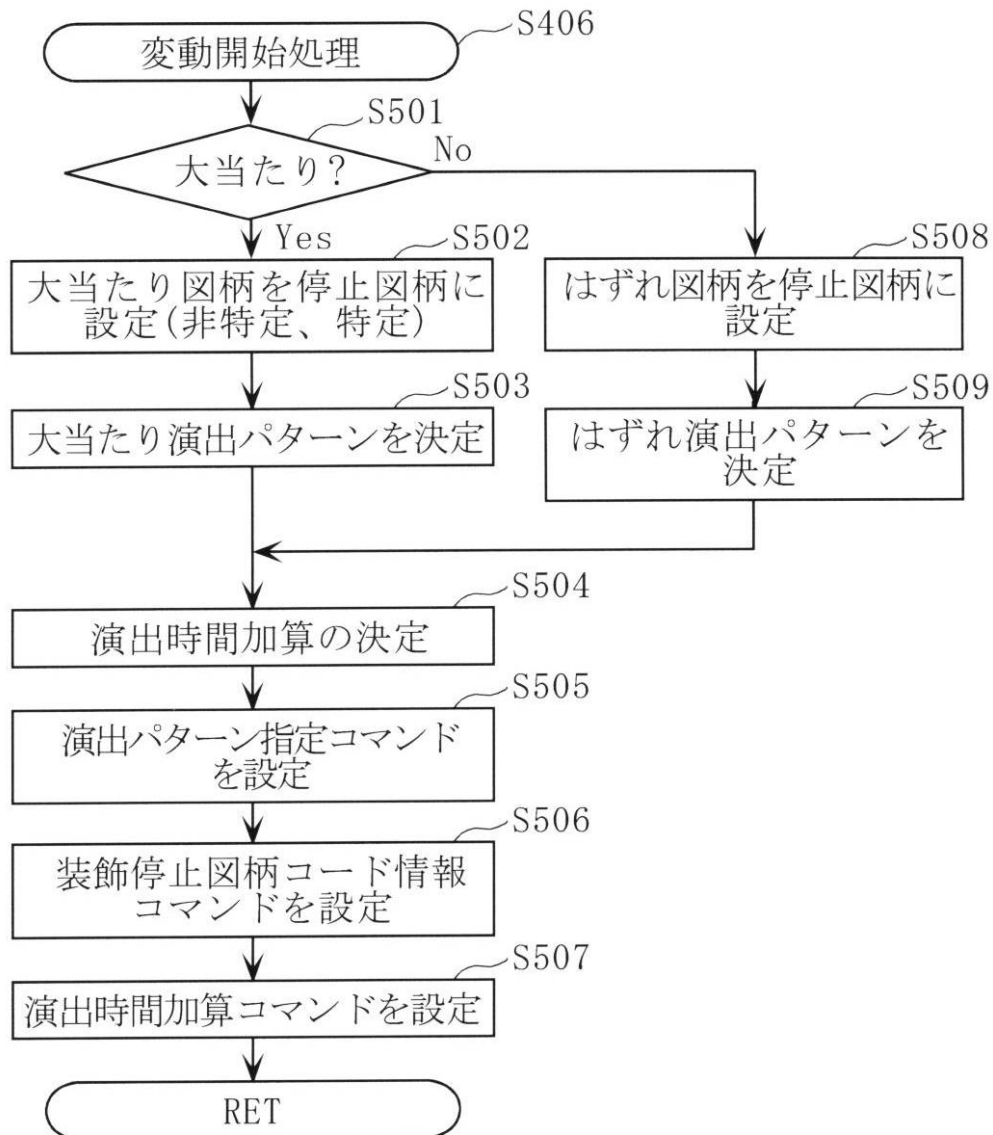 変動開始処理
S406
S501
大当たり?
No
Yes
S502
大当たり図柄を停止図柄に
設定(非特定、特定)
S508
はずれ図柄を停止図柄に
設定
S503
大当たり演出パターンを決定
S509
はずれ演出パターンを
決定
S504
演出時間加算の決定
S505
演出パターン指定コマンド
を設定
S506
装飾停止図柄コード情報
コマンドを設定
S507
演出時間加算コマンドを設定
RET